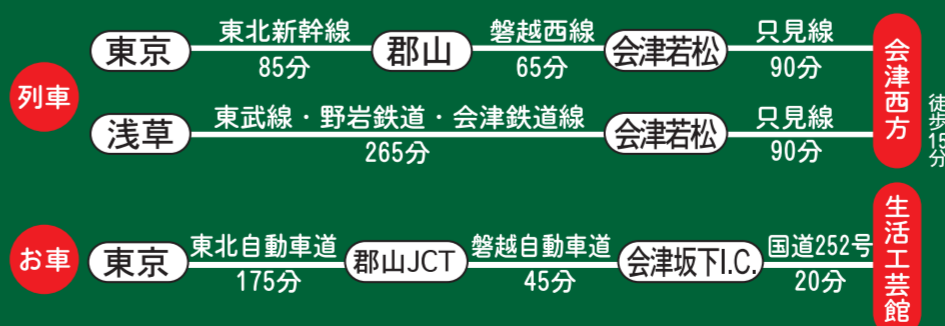 列車
東京 東北新幹線 85分 郡山 磐越西線 65分 会津若松 只見線 90分 会津西方
浅草 東武線・野岩鉄道・会津鉄道線 265分 会津若松 只見線 90分
徒歩15分
お車
東京 東北自動車道 175分 郡山JCT 磐越自動車道 45分 会津坂下I.C. 国道252号 20分
生活工芸館